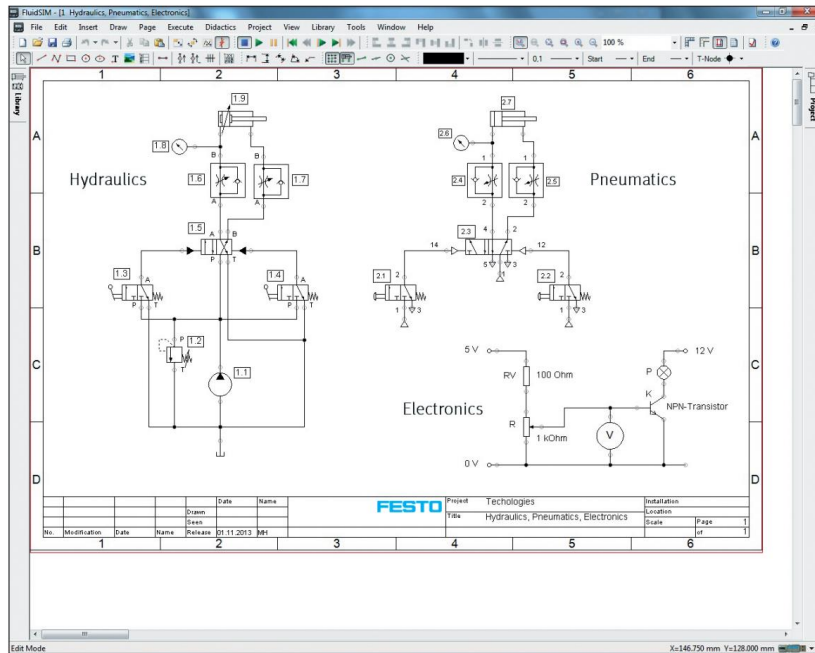 FluidSIM - [1 Hydraulics, Pneumatics, Electronics]
File Edit Insert Draw Page Execute Didactics Project View Library Tools Window Help
100 %
0.1 Start End T-Node
Library
Project
1 2 3 4 5 6
A A
1.9
2.7
1.8
2.6
B B
1 1
Hydraulics
1.6
1.7
2.4
2.5
Pneumatics
A A
2 2
1.5
A B
2.3
4 2
B B
P T
14
12
5 1 3
1.3
A
1.4
A
2.1
2
2.2
2
P T
P T
1 3
1 3
1.2
P
T
1.1
5 V
12 V
RV 100 Ohm
P
C C
K
NPN-Transistor
Electronics
R
1 kOhm
V
0 V
D D
Date Name
Drawn
Seen
No. Modification Date Name Release 01.11.2013 MH
FESTO
Project Techologies
Title Hydraulics, Pneumatics, Electronics
Installation
Location
Scale Page 1
of 1
1 2 3 4 5 6
Edit Mode
X=146.750 mm Y=128.000 mm